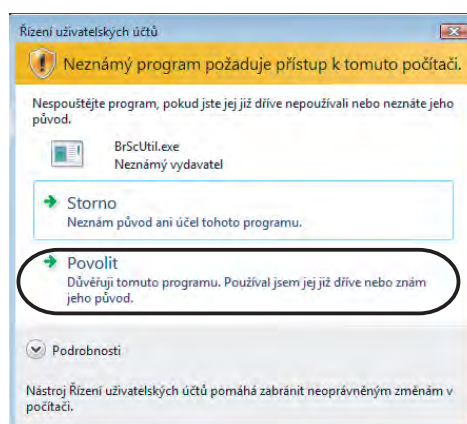 Řízení uživatelských účtů
Neznámý program požaduje přístup k tomuto počítači.
Nespouštějte program, pokud jste jej již dříve nepoužívali nebo neznáte jeho
původ.
BrScUtil.exe
Neznámý vydavatel
Storno
Neznám původ ani účel tohoto programu.
Povolit
Důvěřuji tomuto programu. Používal jsem jej již dříve nebo znám
jeho původ.
Podrobnosti
Nástroj Řízení uživatelských účtů pomáhá zabránit neoprávněným změnám v
počítači.